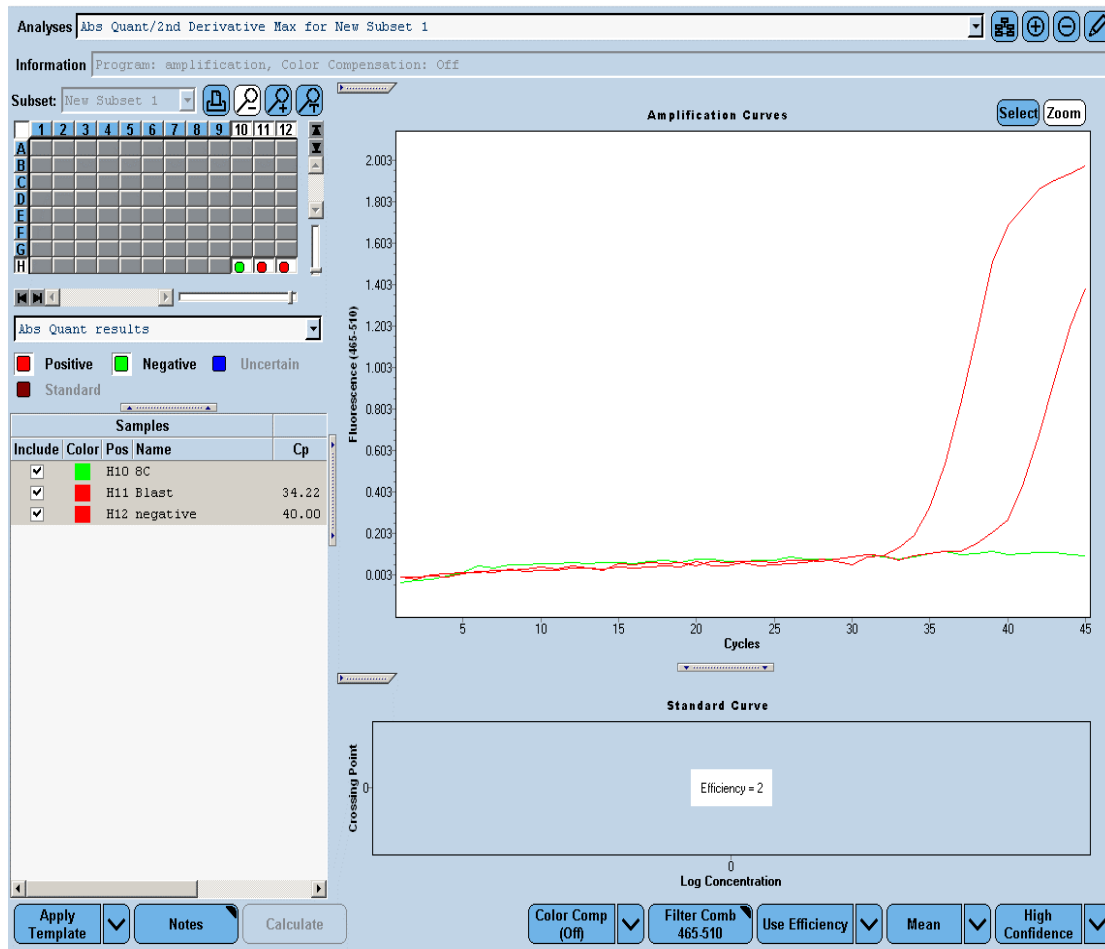 Analyses Abs Quant/2nd Derivative Max for New Subset 1
Information Program: amplification, Color Compensation: Off
Subset: New Subset 1
1 2 3 4 5 6 7 8 9 10 11 12
A
B
C
D
E
F
G
H
Abs Quant results
Positive Negative Uncertain
Standard
Samples
Include Color Pos Name Cp
H10 8C
H11 Blast 34.22
H12 negative 40.00
Amplification Curves
Select Zoom
Fluorescence (465-510)
2.003
1.803
1.603
1.403
1.203
1.003
0.803
0.603
0.403
0.203
0.003
5 10 15 20 25 30 35 40 45
Cycles
Standard Curve
Crossing Point
0
Efficiency = 2
0
Log Concentration
Apply
Template
Notes
Calculate
Color Comp
(Off)
Filter Comb
465-510
Use Efficiency
Mean
High
Confidence